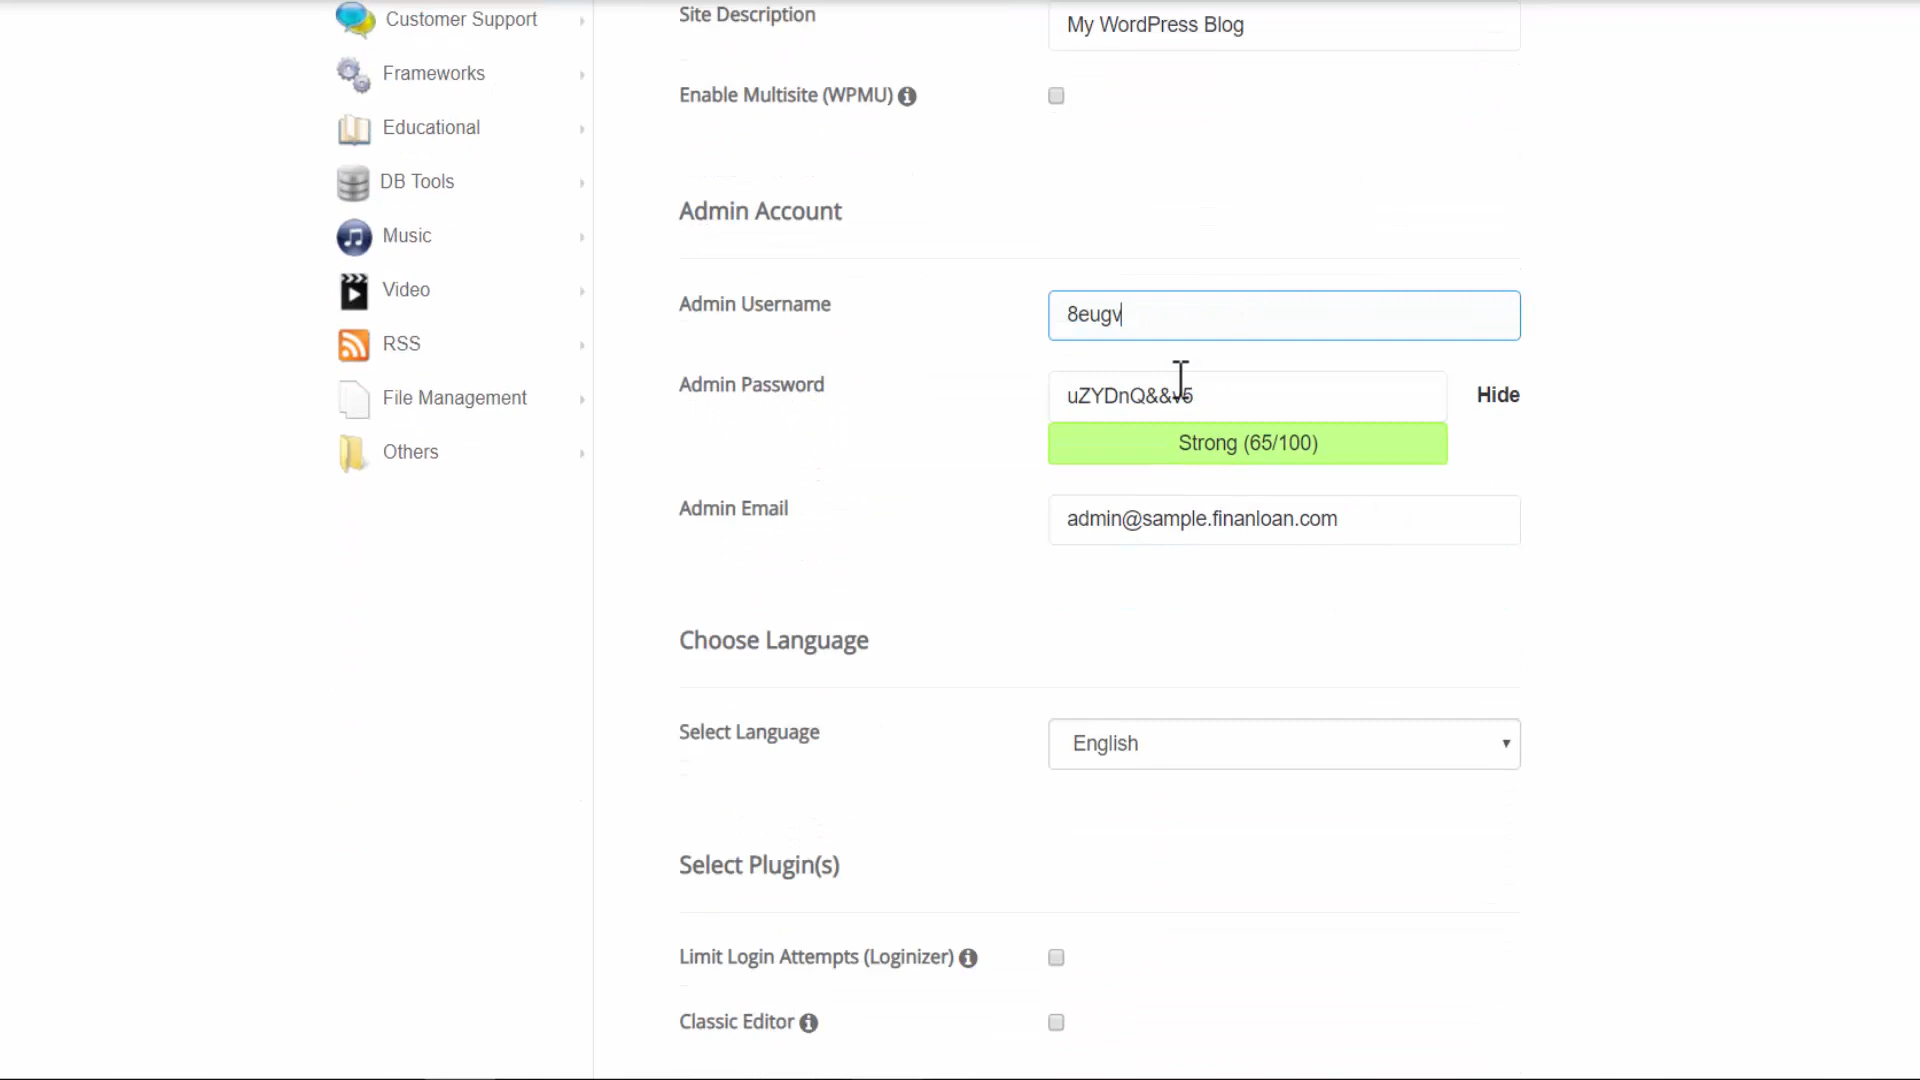 Customer Support
Frameworks
Educational
DB Tools
Music
Video
RSS
File Management
Others
Site Description
My WordPress Blog
Enable Multisite (WPMU)
Admin Account
Admin Username
8eugv
Admin Password
uZYDnQ&&v5
Hide
Strong (65/100)
Admin Email
admin@sample.finanloan.com
Choose Language
Select Language
English
Select Plugin(s)
Limit Login Attempts (Loginizer)
Classic Editor